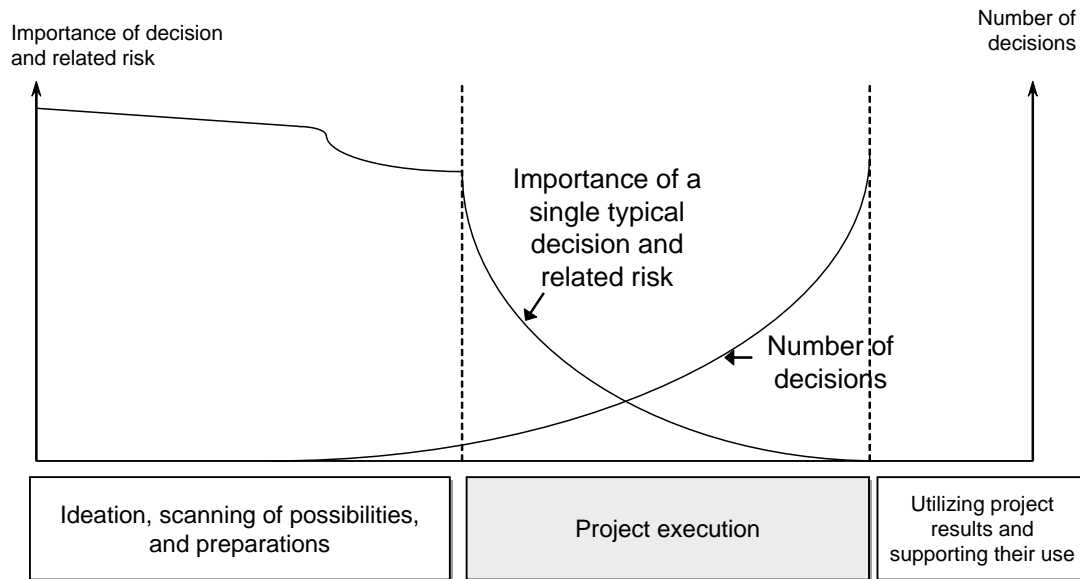 Importance of decision
and related risk
Number of
decisions
Importance of a
single typical
decision and
related risk
Number of
decisions
Ideation, scanning of possibilities,
and preparations
Project execution
Utilizing project
results and
supporting their use